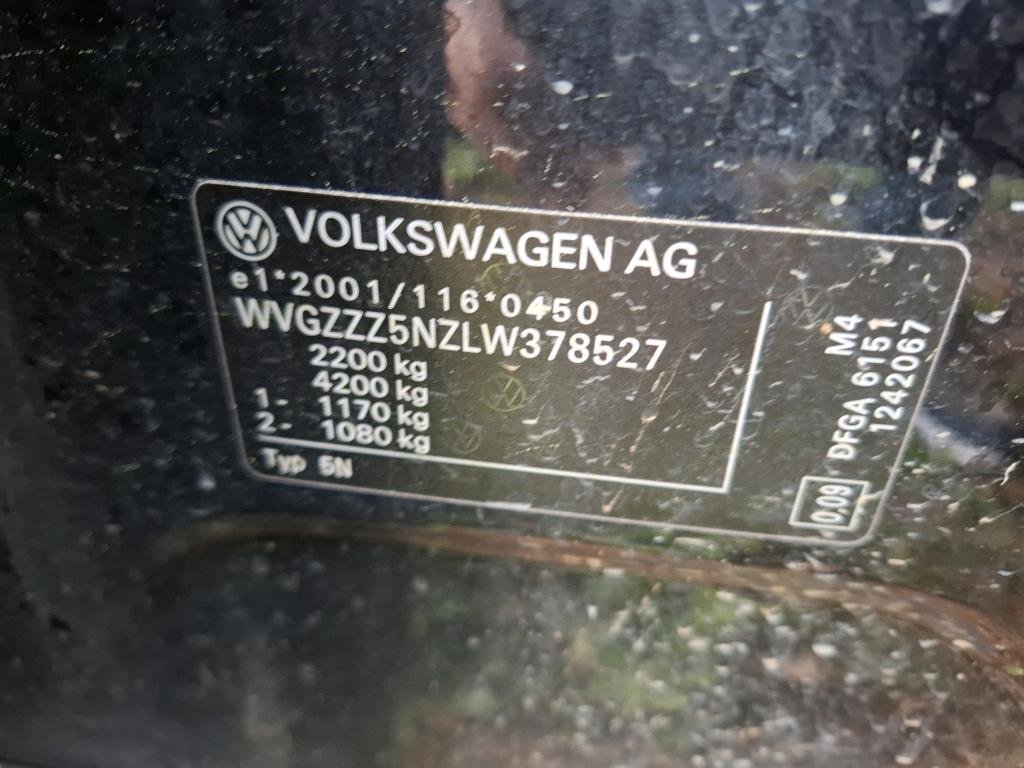 VOLKSWAGEN AG
e1*2001/116*0450
WVGZZZ5NZLW378527
2200 kg
4200 kg
1- 1170 kg
2- 1080 kg
Typ 5N
M4
DFGA 6151
1242067
0.09